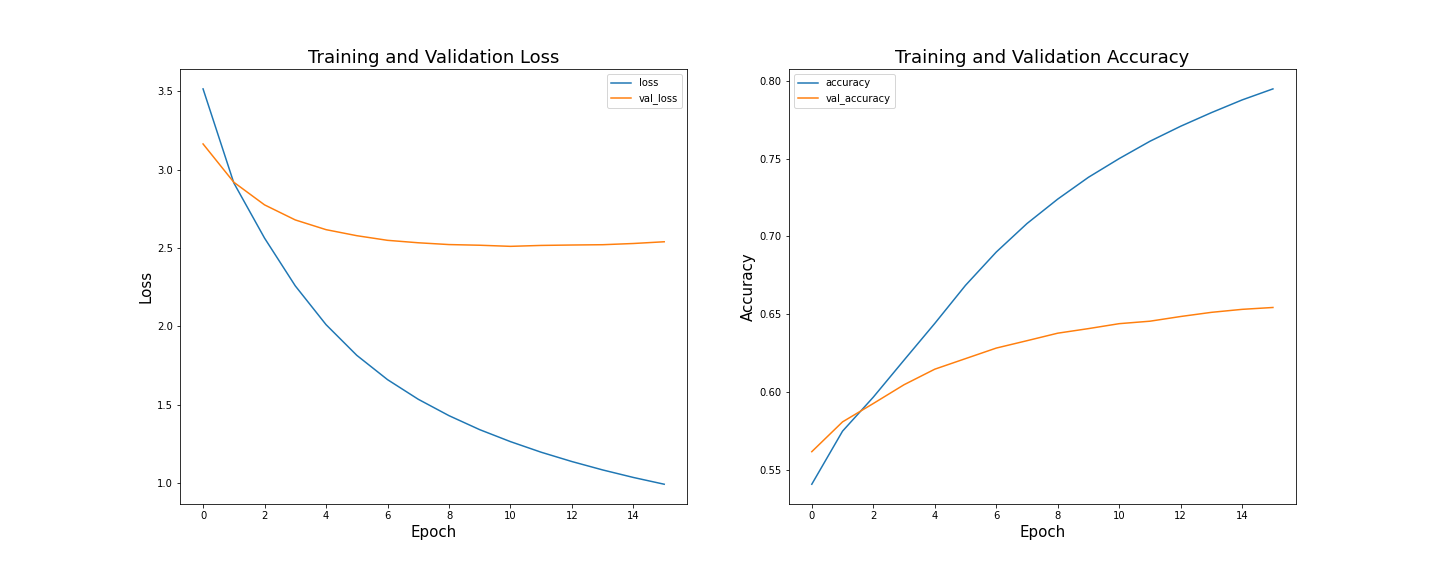 Training and Validation Loss
loss
val_loss
3.5
3.0
2.5
2.0
1.5
1.0
Loss
0 2 4 6 8 10 12 14
Epoch
Training and Validation Accuracy
accuracy
val_accuracy
0.80
0.75
0.70
0.65
0.60
0.55
Accuracy
0 2 4 6 8 10 12 14
Epoch